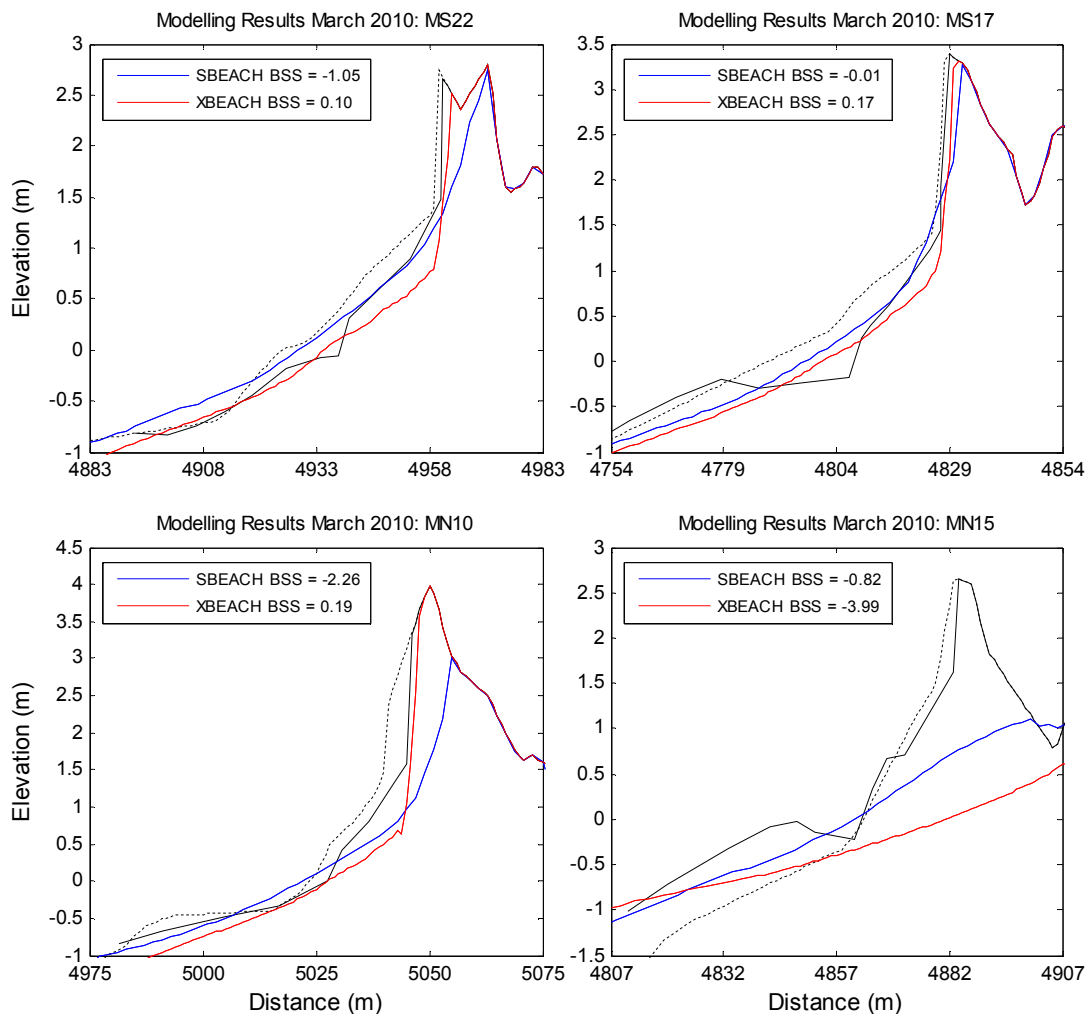 Modelling Results March 2010: MS22
SBEACH BSS = -1.05
XBEACH BSS = 0.10
3
2.5
2
1.5
1
0.5
0
-0.5
-1
4883 4908 4933 4958 4983
Elevation (m)
Modelling Results March 2010: MS17
SBEACH BSS = -0.01
XBEACH BSS = 0.17
3.5
3
2.5
2
1.5
1
0.5
0
-0.5
-1
4754 4779 4804 4829 4854
Modelling Results March 2010: MN10
SBEACH BSS = -2.26
XBEACH BSS = 0.19
4.5
4
3.5
3
2.5
2
1.5
1
0.5
0
-0.5
-1
4975 5000 5025 5050 5075
Elevation (m)
Distance (m)
Modelling Results March 2010: MN15
SBEACH BSS = -0.82
XBEACH BSS = -3.99
3
2.5
2
1.5
1
0.5
0
-0.5
-1
-1.5
4807 4832 4857 4882 4907
Distance (m)